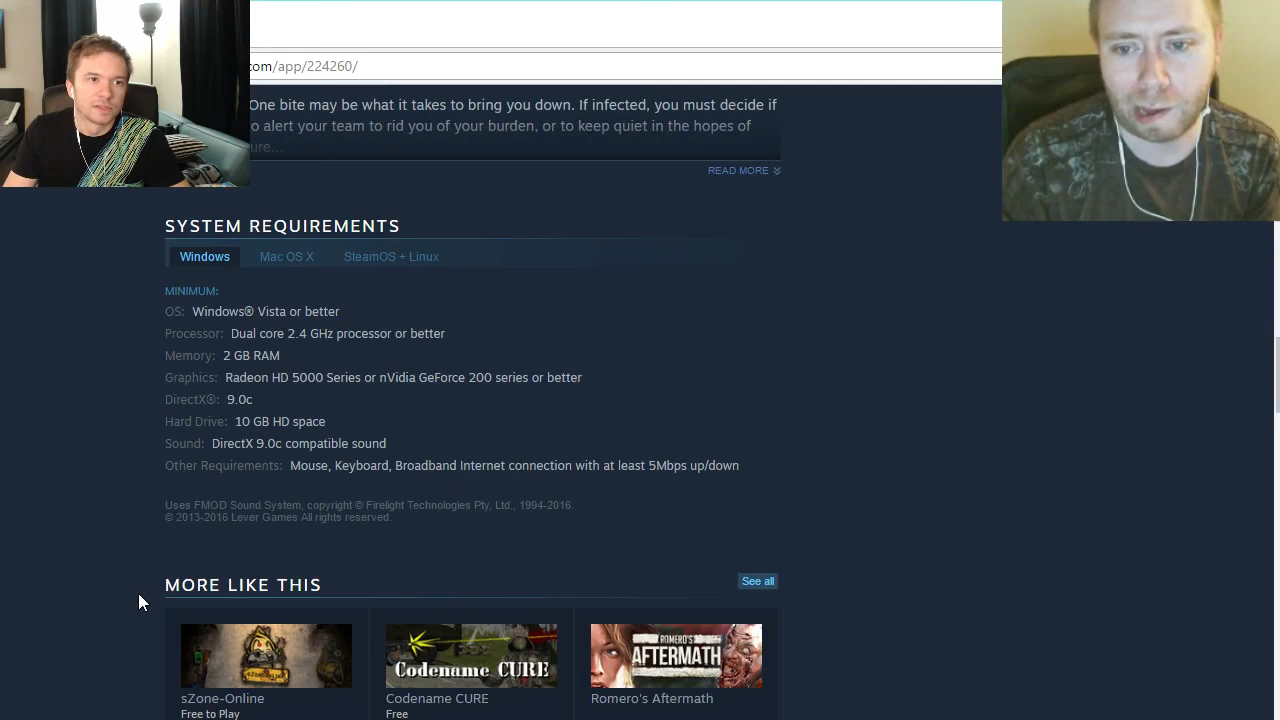 com/app/224260/
One bite may be what it takes to bring you down. If infected, you must decide if
o alert your team to rid you of your burden, or to keep quiet in the hopes of
ure...
READ MORE
SYSTEM REQUIREMENTS
Windows Mac OS X SteamOS + Linux
MINIMUM:
OS: Windows® Vista or better
Processor: Dual core 2.4 GHz processor or better
Memory: 2 GB RAM
Graphics: Radeon HD 5000 Series or nVidia GeForce 200 series or better
DirectX®: 9.0c
Hard Drive: 10 GB HD space
Sound: DirectX 9.0c compatible sound
Other Requirements: Mouse, Keyboard, Broadband Internet connection with at least 5Mbps up/down
Uses FMOD Sound System, copyright © Firelight Technologies Pty, Ltd., 1994-2016.
© 2013-2016 Lever Games All rights reserved.
MORE LIKE THIS
See all
Codename CURE
ROMERO'S
AFTERMATH
sZone-Online Codename CURE Romero's Aftermath
Free to Play Free